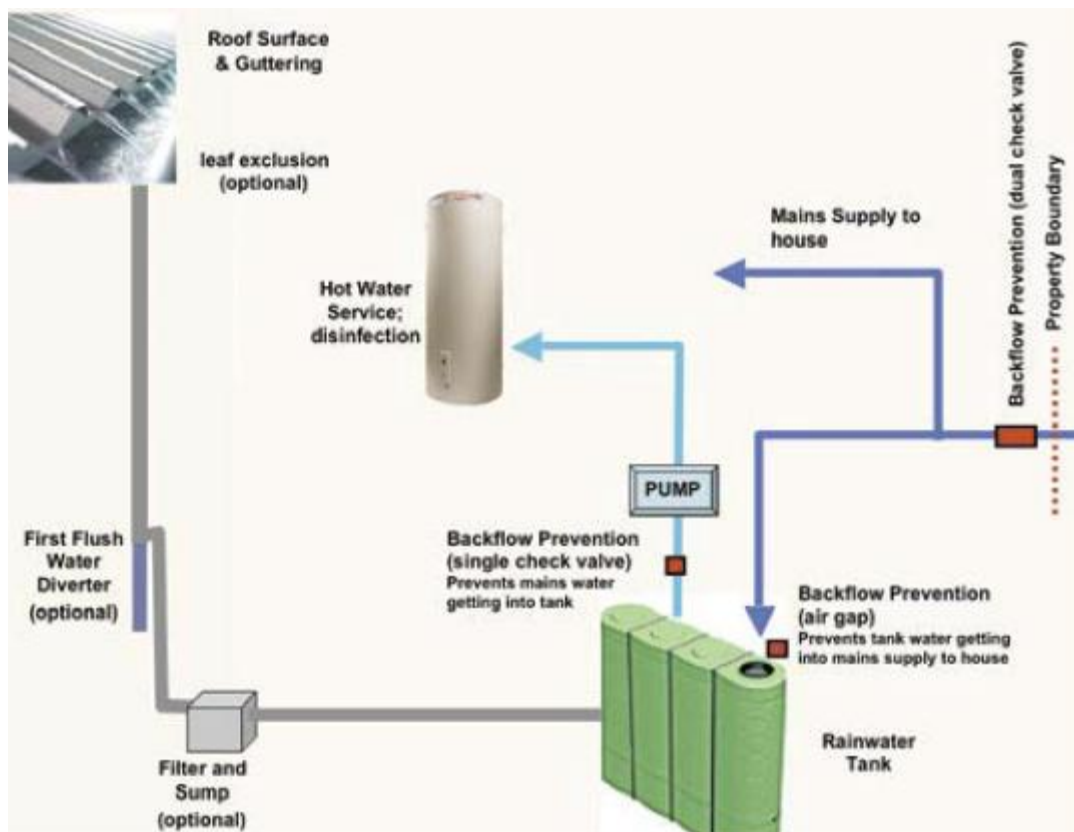 Roof Surface
& Guttering
leaf exclusion
(optional)
Mains Supply to
house
Backflow Prevention (dual check valve)
Property Boundary
Hot Water
Service;
disinfection
PUMP
First Flush
Water
Diverter
(optional)
Backflow Prevention
(single check valve)
Prevents mains water
getting into tank
Backflow Prevention
(air gap)
Prevents tank water getting
into mains supply to house
Rainwater
Tank
Filter and
Sump
(optional)